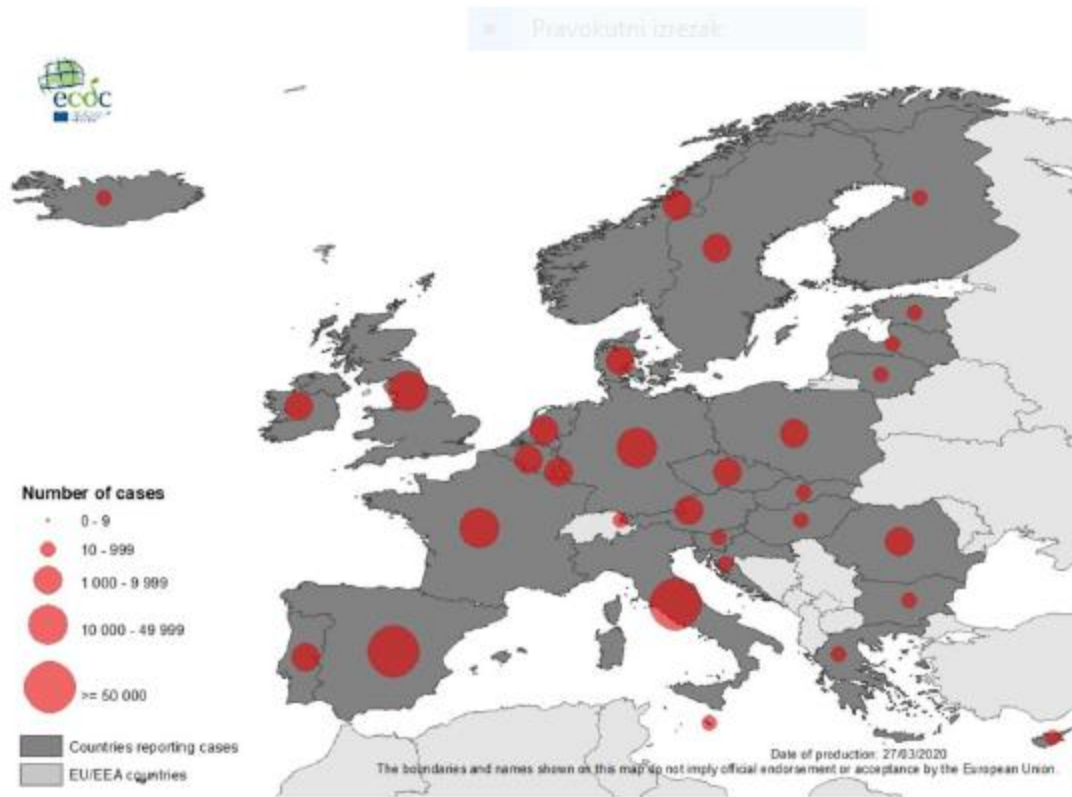 Pravokutni izrezak
ecdc
Number of cases
0 - 9
10 - 999
1 000 - 9 999
10 000 - 49 999
>= 50 000
Countries reporting cases
EU/EEA countries
Date of production: 27/03/2020
The boundaries and names shown on this map do not imply official endorsement or acceptance by the European Union.